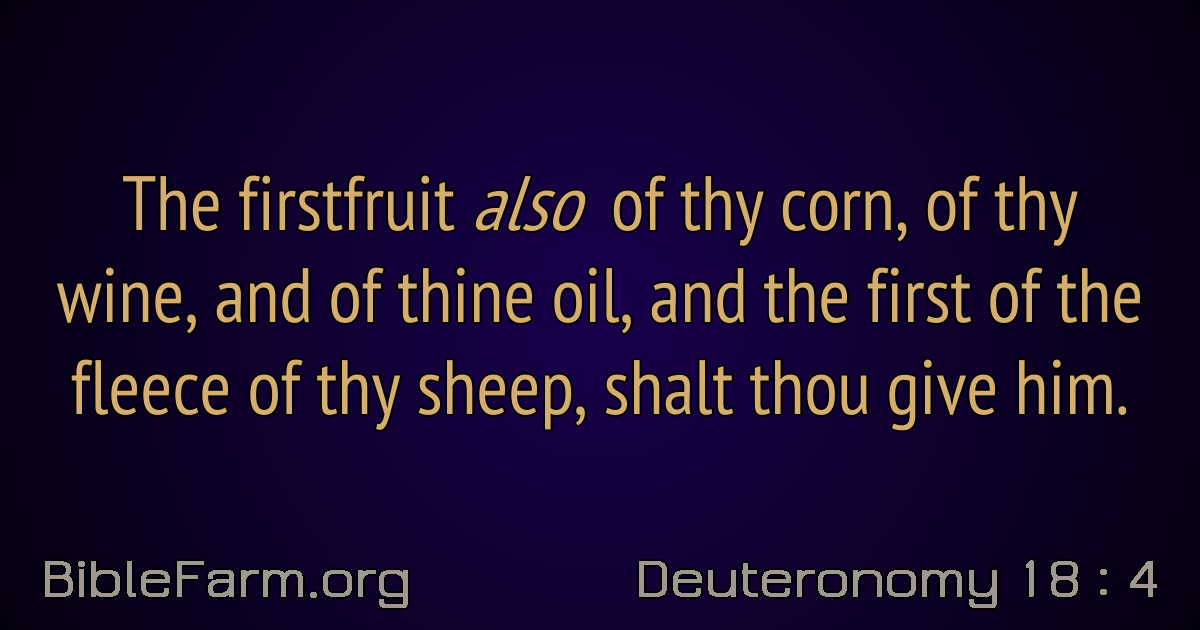 The firstfruit also of thy corn, of thy
wine, and of thine oil, and the first of the
fleece of thy sheep, shalt thou give him.
BibleFarm.org
Deuteronomy 18 : 4